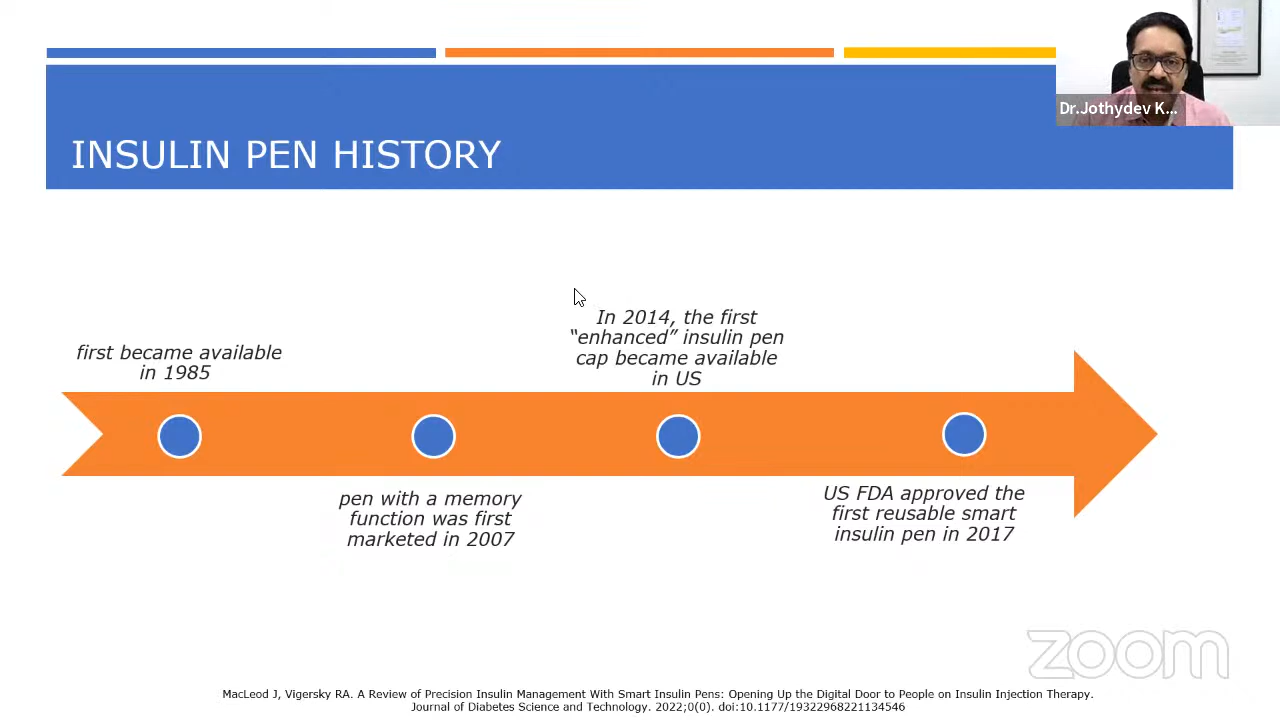 Dr.Jothydev K...
INSULIN PEN HISTORY
first became available
in 1985
pen with a memory
function was first
marketed in 2007
In 2014, the first
“enhanced” insulin pen
cap became available
in US
US FDA approved the
first reusable smart
insulin pen in 2017
zoom
MacLeod J, Vigersky RA. A Review of Precision Insulin Management With Smart Insulin Pens: Opening Up the Digital Door to People on Insulin Injection Therapy.
Journal of Diabetes Science and Technology. 2022;0(0). doi:10.1177/19322968221134546